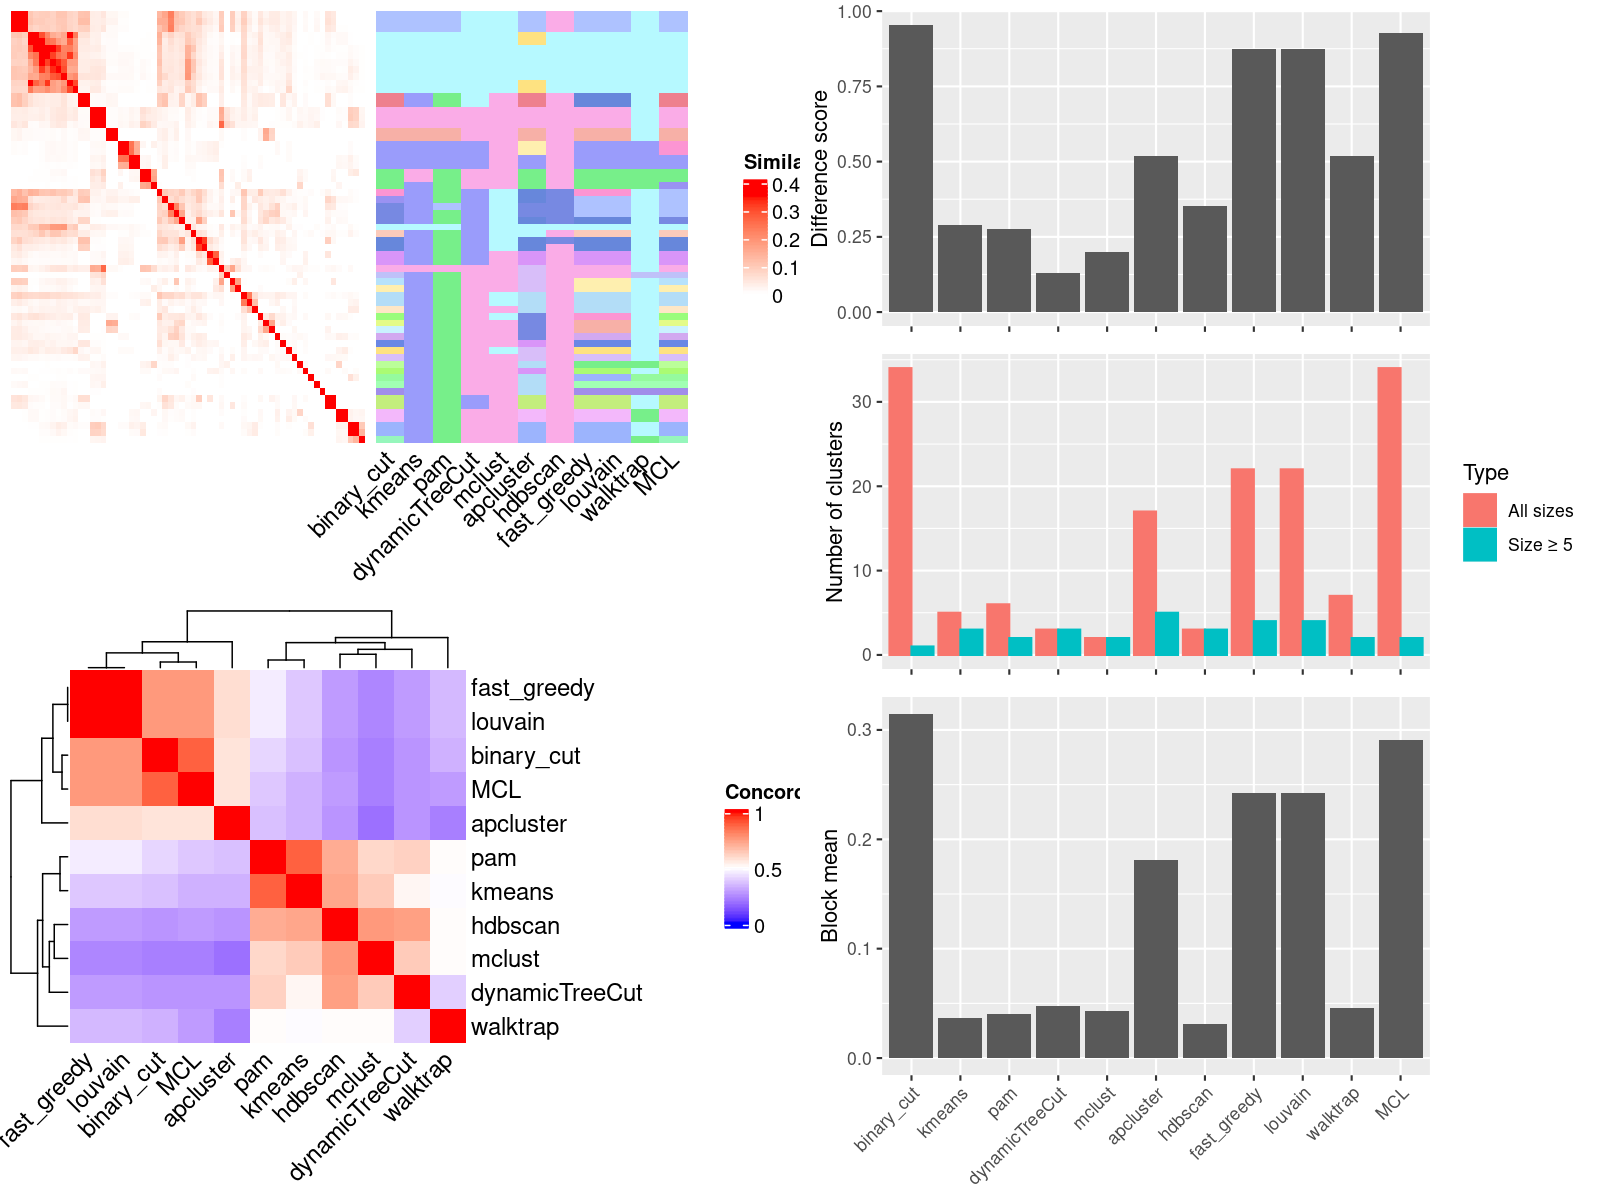 Simila
0.4
0.3
0.2
0.1
0
binary_cut
kmeans
pam
dynamicTreeCut
mclust
apcluster
hdbscan
fast_greedy
louvain
walktrap
MCL
Difference score
1.00
0.75
0.50
0.25
0.00
Number of clusters
30
20
10
0
Type
All sizes
Size ≥ 5
fast_greedy
louvain
binary_cut
MCL
apcluster
pam
kmeans
hdbscan
mclust
dynamicTreeCut
walktrap
fast_greedy
louvain
binary_cut
MCL
apcluster
pam
kmeans
hdbscan
mclust
dynamicTreeCut
walktrap
Concord
1
0.5
0
Block mean
0.3
0.2
0.1
0.0
binary_cut
kmeans
pam
dynamicTreeCut
mclust
apcluster
hdbscan
fast_greedy
louvain
walktrap
MCL